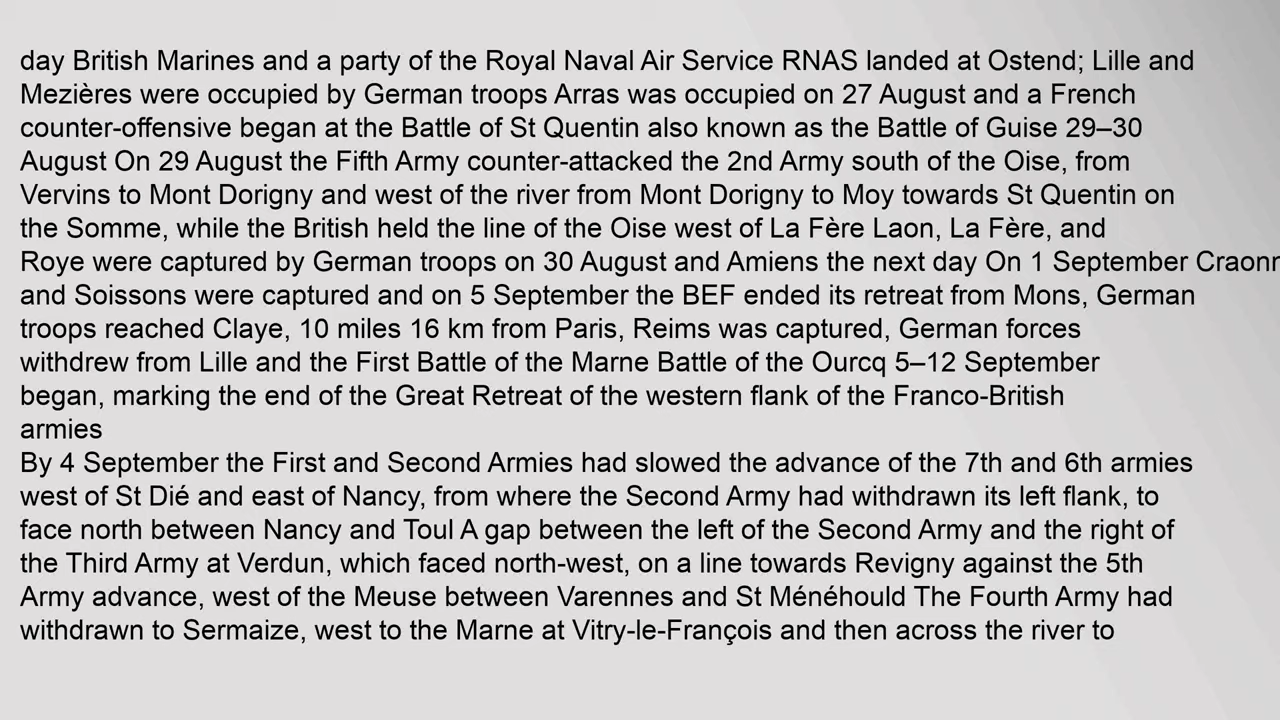 day British Marines and a party of the Royal Naval Air Service RNAS landed at Ostend; Lille and
Mezières were occupied by German troops Arras was occupied on 27 August and a French
counter-offensive began at the Battle of St Quentin also known as the Battle of Guise 29–30
August On 29 August the Fifth Army counter-attacked the 2nd Army south of the Oise, from
Vervins to Mont Dorigny and west of the river from Mont Dorigny to Moy towards St Quentin on
the Somme, while the British held the line of the Oise west of La Fère Laon, La Fère, and
Roye were captured by German troops on 30 August and Amiens the next day On 1 September
and Soissons were captured and on 5 September the BEF ended its retreat from Mons, German
troops reached Claye, 10 miles 16 km from Paris, Reims was captured, German forces
withdrew from Lille and the First Battle of the Marne Battle of the Ourcq 5–12 September
began, marking the end of the Great Retreat of the western flank of the Franco-British
armies
By 4 September the First and Second Armies had slowed the advance of the 7th and 6th armies
west of St Dié and east of Nancy, from where the Second Army had withdrawn its left flank, to
face north between Nancy and Toul A gap between the left of the Second Army and the right of
the Third Army at Verdun, which faced north-west, on a line towards Revigny against the 5th
Army advance, west of the Meuse between Varennes and St Ménéhould The Fourth Army had
withdrawn to Sermaize, west to the Marne at Vitry-le-François and then across the river to